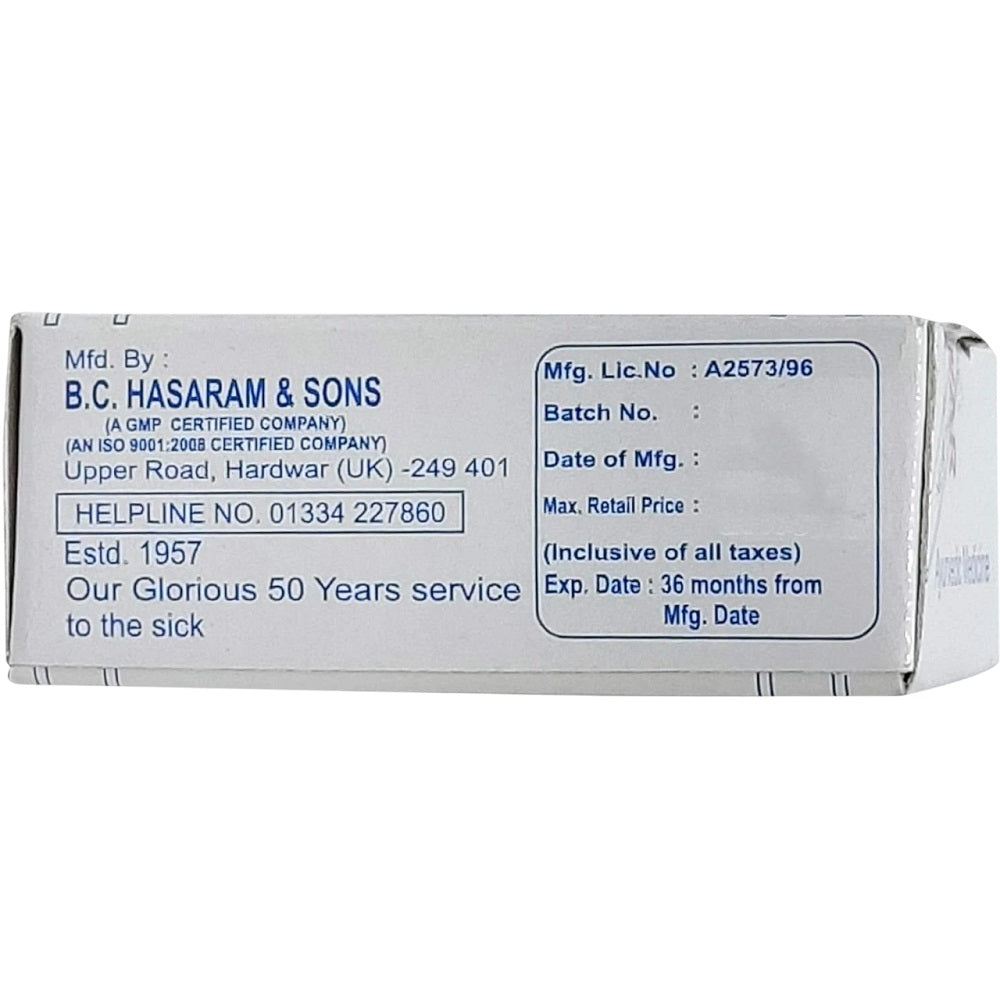 Mfd. By :
B.C. HASARAM & SONS
(A GMP CERTIFIED COMPANY)
(AN ISO 9001:2008 CERTIFIED COMPANY)
Upper Road, Hardwar (UK) -249 401
HELPLINE NO. 01334 227860
Estd. 1957
Our Glorious 50 Years service
to the sick
Mfg. Lic.No : A2573/96
Batch No. :
Date of Mfg. :
Max. Retail Price :
(Inclusive of all taxes)
Exp. Date : 36 months from
Mfg. Date
Ayurvedic Medicine